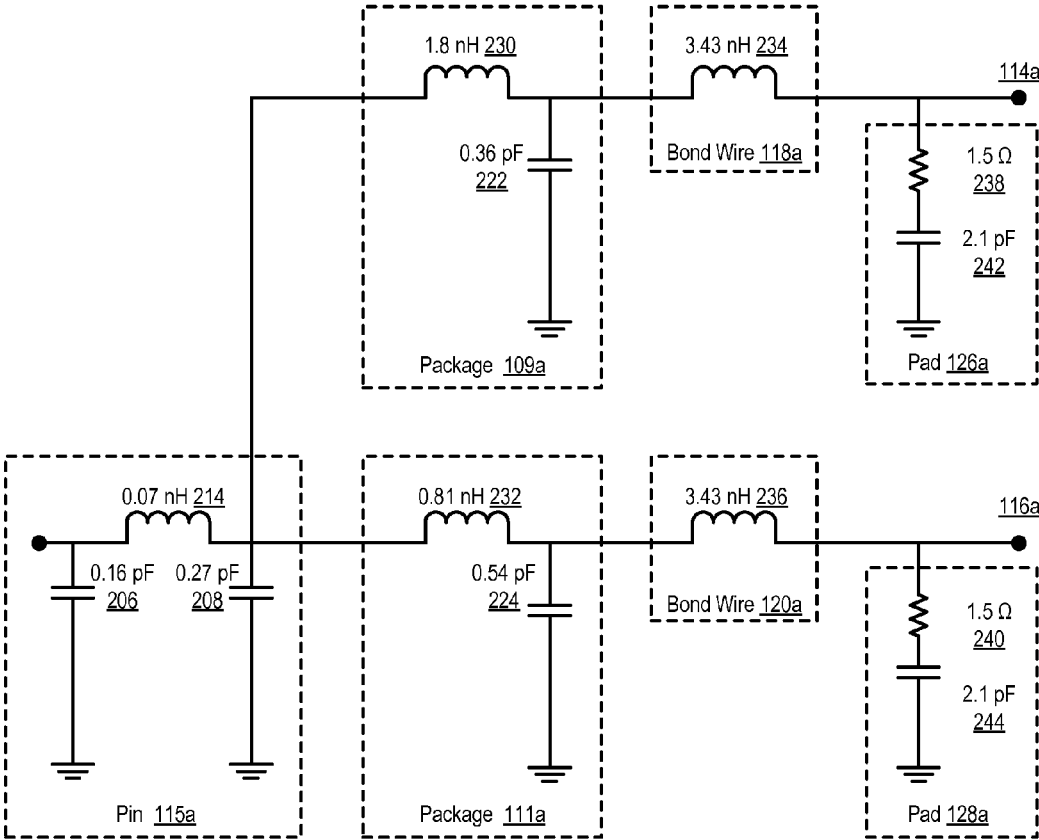 1.8 nH 230
3.43 nH 234
114a
0.36 pF
222
Bond Wire 118a
1.5 Ω
238
2.1 pF
242
Package 109a
Pad 126a
0.07 nH 214
0.81 nH 232
3.43 nH 236
116a
0.16 pF
206
0.27 pF
208
0.54 pF
224
Bond Wire 120a
1.5 Ω
240
2.1 pF
244
Pin 115a
Package 111a
Pad 128a